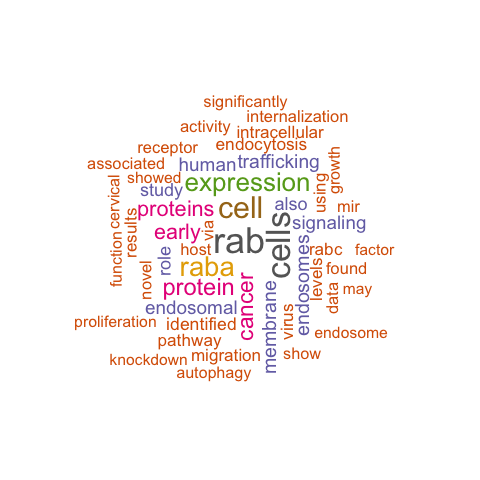 significantly
internalization
activity
intracellular
receptor
endocytosis
associated
human
trafficking
growth
showed
expression
using
cervical
study
also
mir
proteins
cell
signaling
results
early
via
rab
cells
function
role
host
rabc
factor
novel
raba
endosomes
levels
found
protein
cancer
membrane
data
may
endosomal
virus
proliferation
identified
endosome
pathway
knockdown
migration
show
autophagy